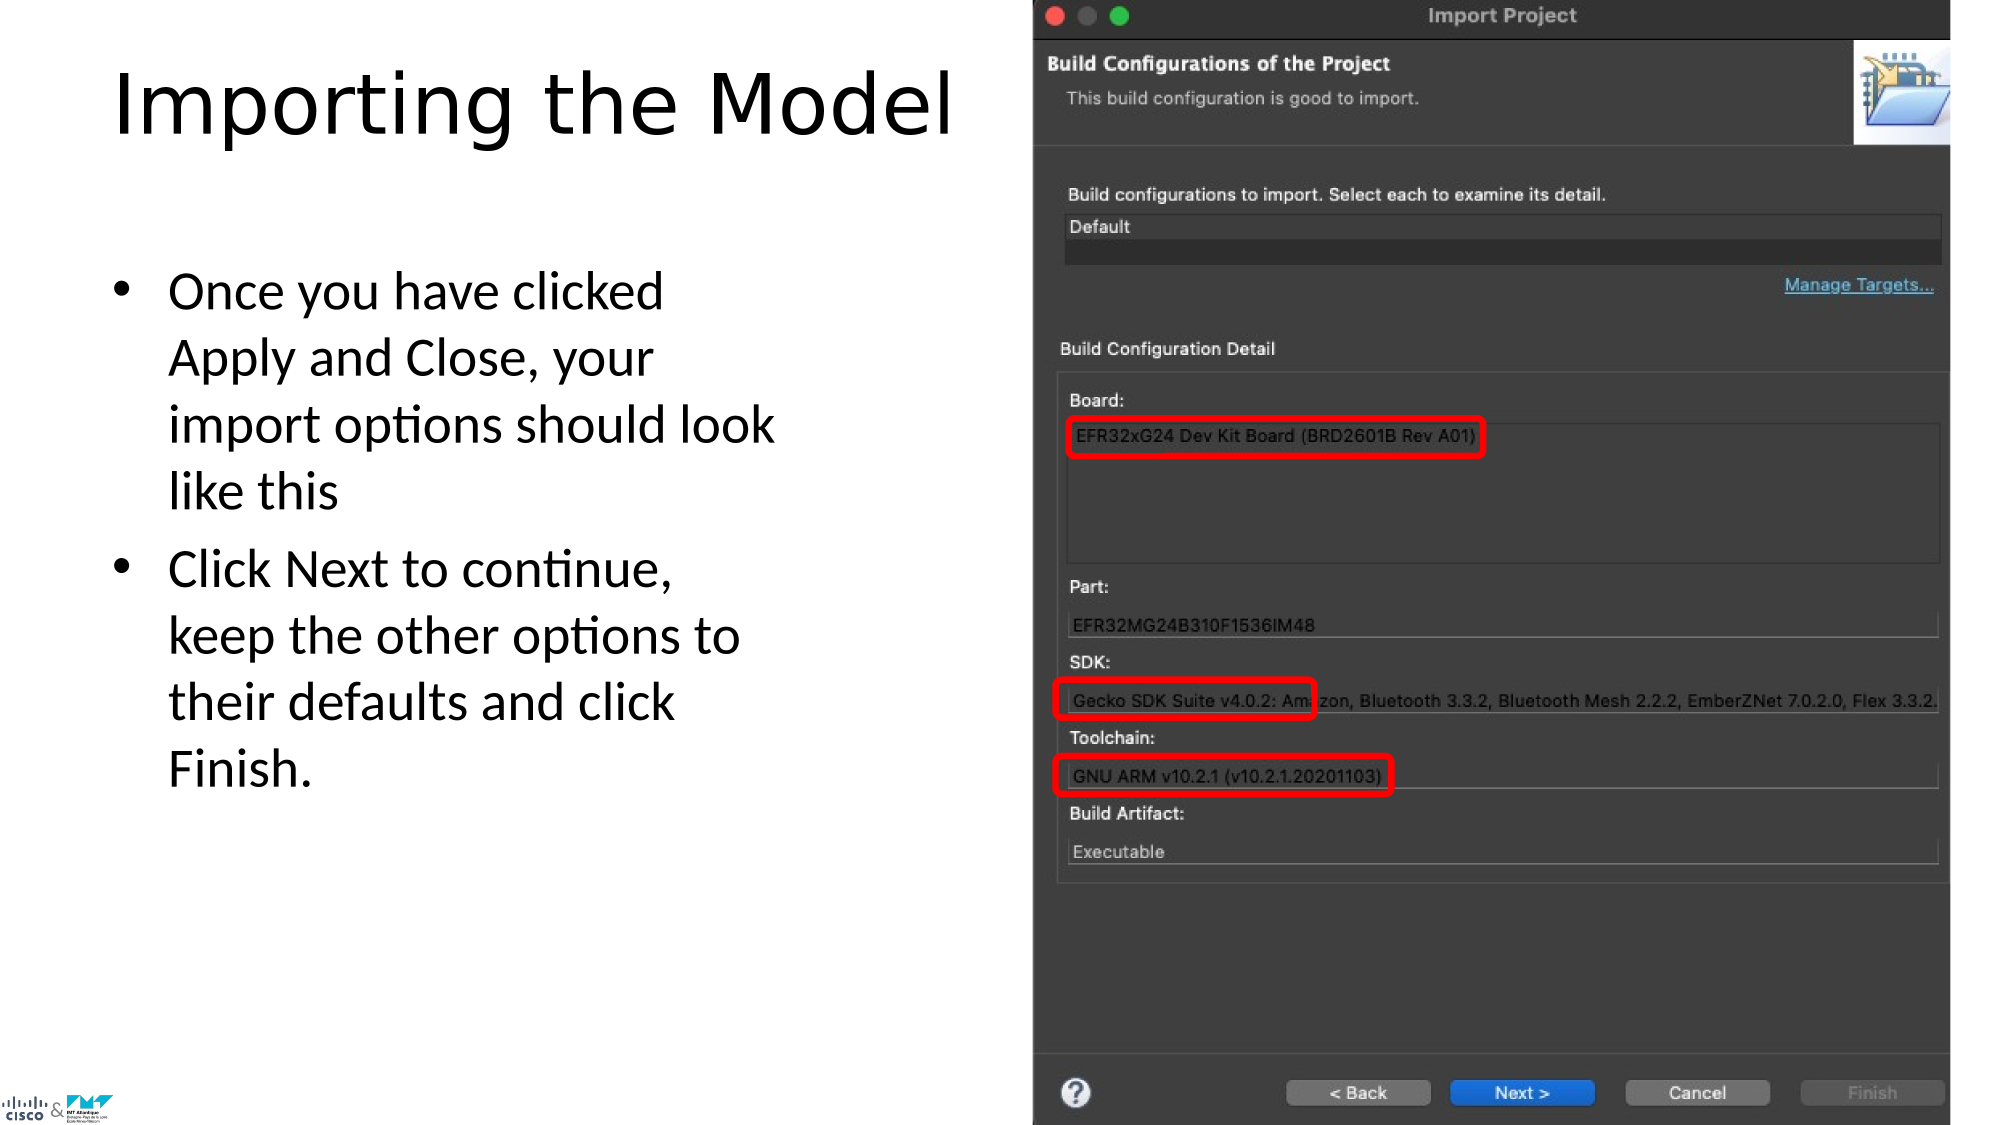 Importing the Model
• Once you have clicked
Apply and Close, your
import options should look
like this
• Click Next to continue,
keep the other options to
their defaults and click
Finish.
Import Project
Build Configurations of the Project
This build configuration is good to import.
Build configurations to import. Select each to examine its detail.
Default
Manage Targets...
Build Configuration Detail
Board:
EFR32xG24 Dev Kit Board (BRD2601B Rev A01)
Part:
EFR32MG24B310F1536IM48
SDK:
Gecko SDK Suite v4.0.2: Amazon, Bluetooth 3.3.2, Bluetooth Mesh 2.2.2, EmberZNet 7.0.2.0, Flex 3.3.2.
Toolchain:
GNU ARM v10.2.1 (v10.2.1.20201103)
Build Artifact:
Executable
? < Back Next > Cancel Finish
CISCO & IMT Atlantique